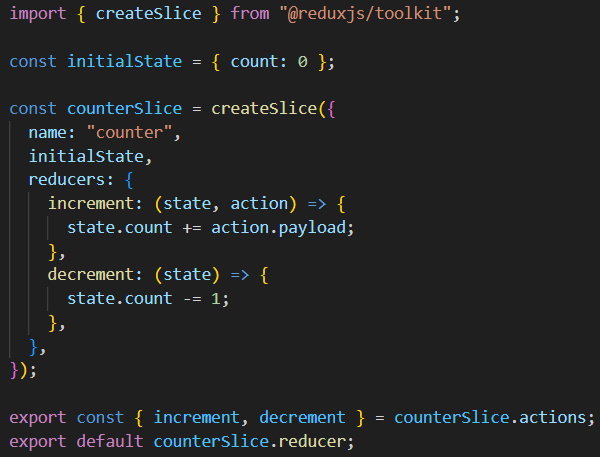 import { createSlice } from "@reduxjs/toolkit";

const initialState = { count: 0 };

const counterSlice = createSlice({
  name: "counter",
  initialState,
  reducers: {
    increment: (state, action) => {
      state.count += action.payload;
    },
    decrement: (state) => {
      state.count -= 1;
    },
  },
});

export const { increment, decrement } = counterSlice.actions;
export default counterSlice.reducer;